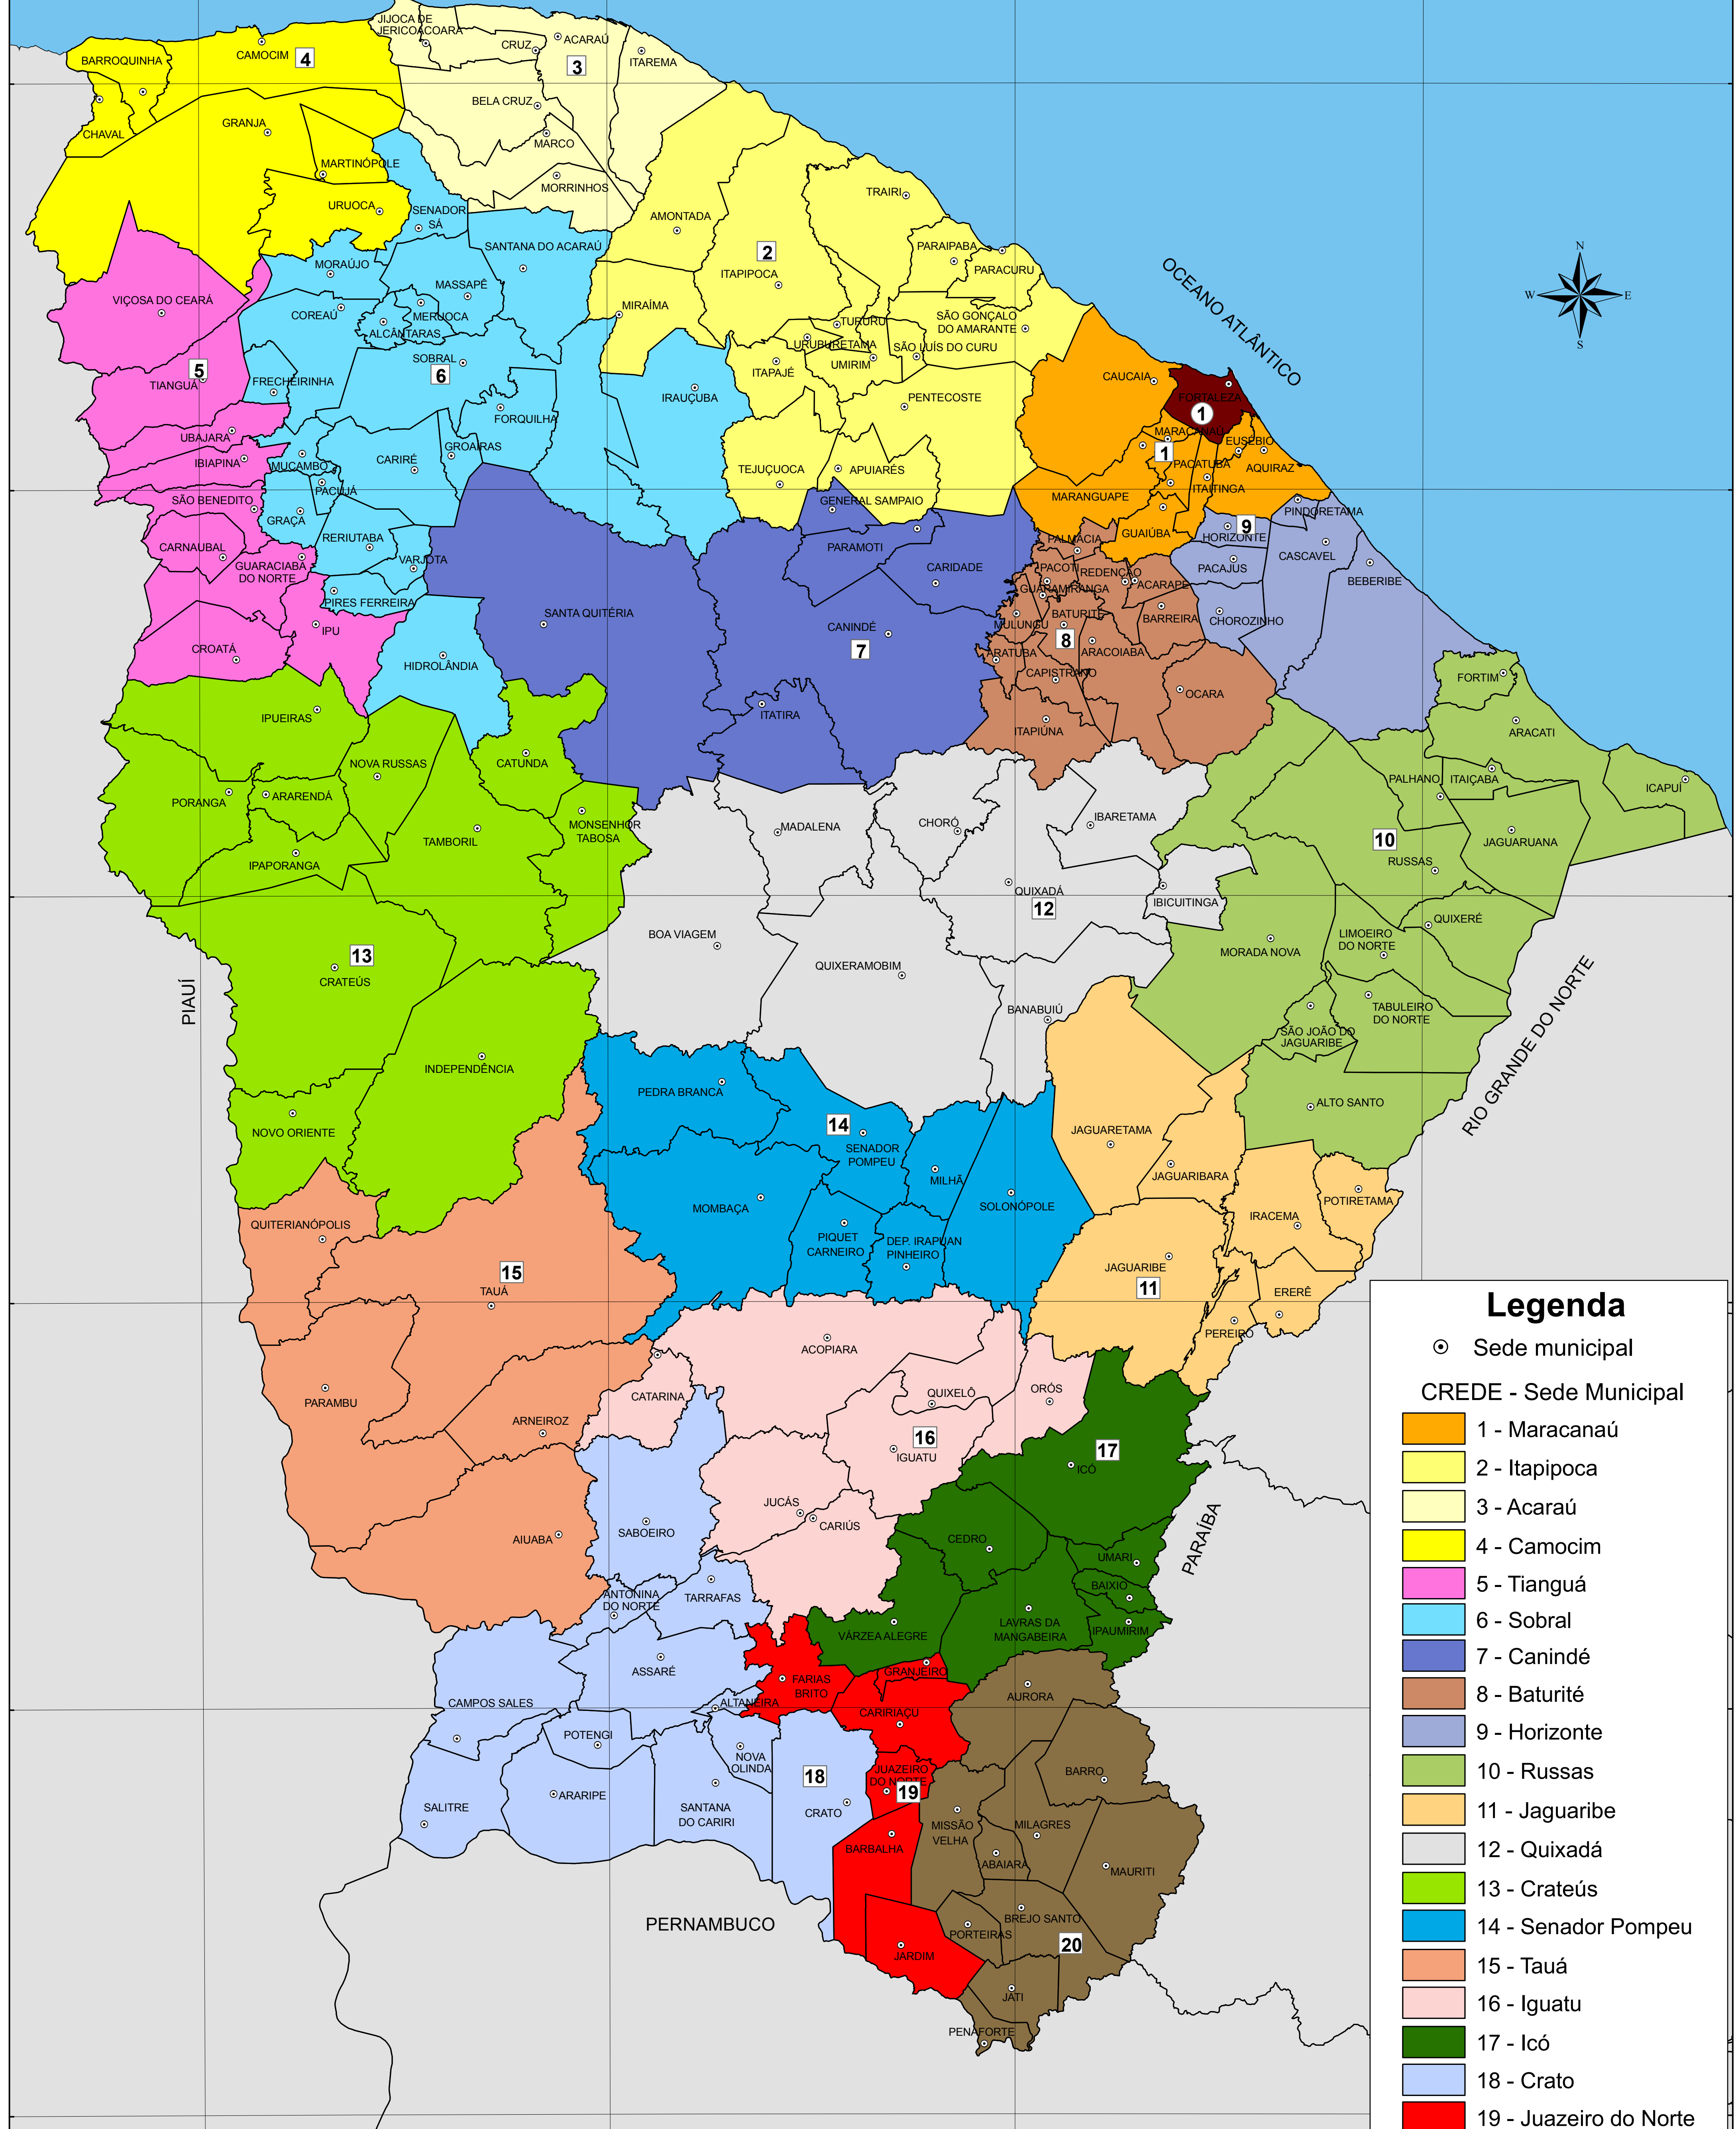 JIJOCA DE
JERICOACOARA
CRUZ
ACARAÚ
ITAREMA
3
BARROQUINHA
CAMOCIM
4
CHAVAL
GRANJA
MARTINÓPOLE
URUOCA
BELA CRUZ
MARCO
MORRINHOS
SENADOR
SÁ
SANTANA DO ACARAÚ
AMONTADA
TRAIRI
2
ITAPIPOCA
PARAIPABA
PARACURU
MORAÚJO
MASSAPÊ
MERUOCA
COREAÚ
ALCÂNTARAS
MIRAÍMA
VIÇOSA DO CEARÁ
5
TIANGUÁ
SOBRAL
6
FRECHEIRINHA
FORQUILHA
IRAUÇUBA
TURURU
URUBURETAMA
SÃO GONÇALO
DO AMARANTE
SÃO LUÍS DO CURU
UMIRIM
ITAPAJÉ
PENTECOSTE
OCEANO ATLÂNTICO
N
W
E
S
CAUCAIA
FORTALEZA
1
MARACANAÚ
1
EUSÉBIO
PACATUBA
AQUIRAZ
ITAITINGA
MARANGUAPE
GUAIÚBA
UBAJARA
IBIAPINA
MUCAMBO
CARIRÉ
GROAÍRAS
PACUJÁ
SÃO BENEDITO
GRAÇA
TEJUÇUOCA
APUIARÉS
GENERAL SAMPAIO
CARNAUBAL
GUARACIABA
DO NORTE
RERIUTABA
VARJOTA
PIRES FERREIRA
IPU
CROATÁ
HIDROLÂNDIA
SANTA QUITÉRIA
PARAMOTI
CARIDADE
CANINDÉ
7
ITATIRA
PALMÁCIA
PACOTI
REDENÇÃO
GUARAMIRANGA
ACARAPE
MULUNGU
BATURITÉ
8
BARREIRA
ARATUBA
ARACOIABA
CAPISTRANO
OCARA
ITAPIÚNA
9
HORIZONTE
PINDORETAMA
PACAJUS
CASCAVEL
BEBERIBE
CHOROZINHO
FORTIM
ARACATI
ICAPUÍ
ITAIÇABA
PALHANO
JAGUARUANA
10
RUSSAS
QUIXERÉ
LIMOEIRO
DO NORTE
MORADA NOVA
TABULEIRO
DO NORTE
SÃO JOÃO DO
JAGUARIBE
ALTO SANTO
IPUEIRAS
NOVA RUSSAS
CATUNDA
PORANGA
ARARENDÁ
IPAPORANGA
TAMBORIL
MONSENHOR
TABOSA
13
CRATEÚS
INDEPENDÊNCIA
NOVO ORIENTE
PIAUÍ
MADALENA
CHORÓ
IBARETAMA
QUIXADÁ
12
IBICUITINGA
BOA VIAGEM
QUIXERAMOBIM
BANABUIÚ
RIO GRANDE DO NORTE
PEDRA BRANCA
14
SENADOR
POMPEU
MILHÃ
MOMBAÇA
PIQUET
CARNEIRO
DEP. IRAPUAN
PINHEIRO
SOLONÓPOLE
JAGUARETAMA
JAGUARIBARA
IRACEMA
POTIRETAMA
JAGUARIBE
11
ERERÊ
PEREIRO
QUITERIANÓPOLIS
15
TAUÁ
PARAMBU
ARNEIROZ
AIUABA
ACOPIARA
CATARINA
QUIXELÔ
ORÓS
16
IGUATU
JUCÁS
CARIÚS
17
ICÓ
CEDRO
UMARI
BAIXIO
LAVRAS DA
MANGABEIRA
IPAUMIRIM
VÁRZEA ALEGRE
PARAÍBA
SABOEIRO
ANTONINA
DO NORTE
TARRAFAS
ASSARÉ
CAMPOS SALES
ALTANEIRA
POTENGI
NOVA
OLINDA
SALITRE
ARARIPE
SANTANA
DO CARIRI
18
CRATO
FARIAS
BRITO
GRANJEIRO
CARIRIAÇU
JUAZEIRO
DO NORTE
19
BARBALHA
JARDIM
AURORA
BARRO
MISSÃO
VELHA
MILAGRES
ABAIARA
MAURITI
BREJO SANTO
PORTEIRAS
20
JATI
PENAFORTE
PERNAMBUCO
Legenda
Sede municipal
CREDE - Sede Municipal
1 - Maracanaú
2 - Itapipoca
3 - Acaraú
4 - Camocim
5 - Tianguá
6 - Sobral
7 - Canindé
8 - Baturité
9 - Horizonte
10 - Russas
11 - Jaguaribe
12 - Quixadá
13 - Crateús
14 - Senador Pompeu
15 - Tauá
16 - Iguatu
17 - Icó
18 - Crato
19 - Juazeiro do Norte